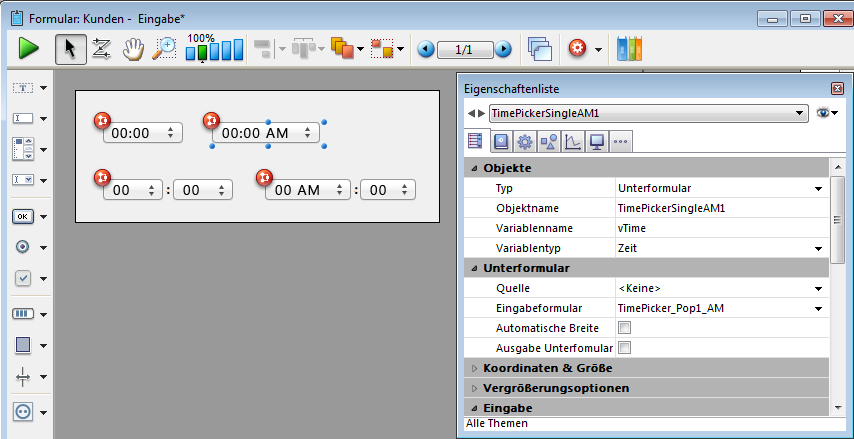 Formular: Kunden - Eingabe*
100%
1/1
00:00
00:00 AM
00 : 00
00 AM : 00
OK
Eigenschaftenliste
TimePickerSingleAM1
Objekte
Typ Unterformular
Objektname TimePickerSingleAM1
Variablenname vTime
Variablentyp Zeit
Unterformular
Quelle <Keine>
Eingabeformular TimePicker_Pop1_AM
Automatische Breite
Ausgabe Unterfomular
Koordinaten & Größe
Vergrößerungsoptionen
Eingabe
Alle Themen